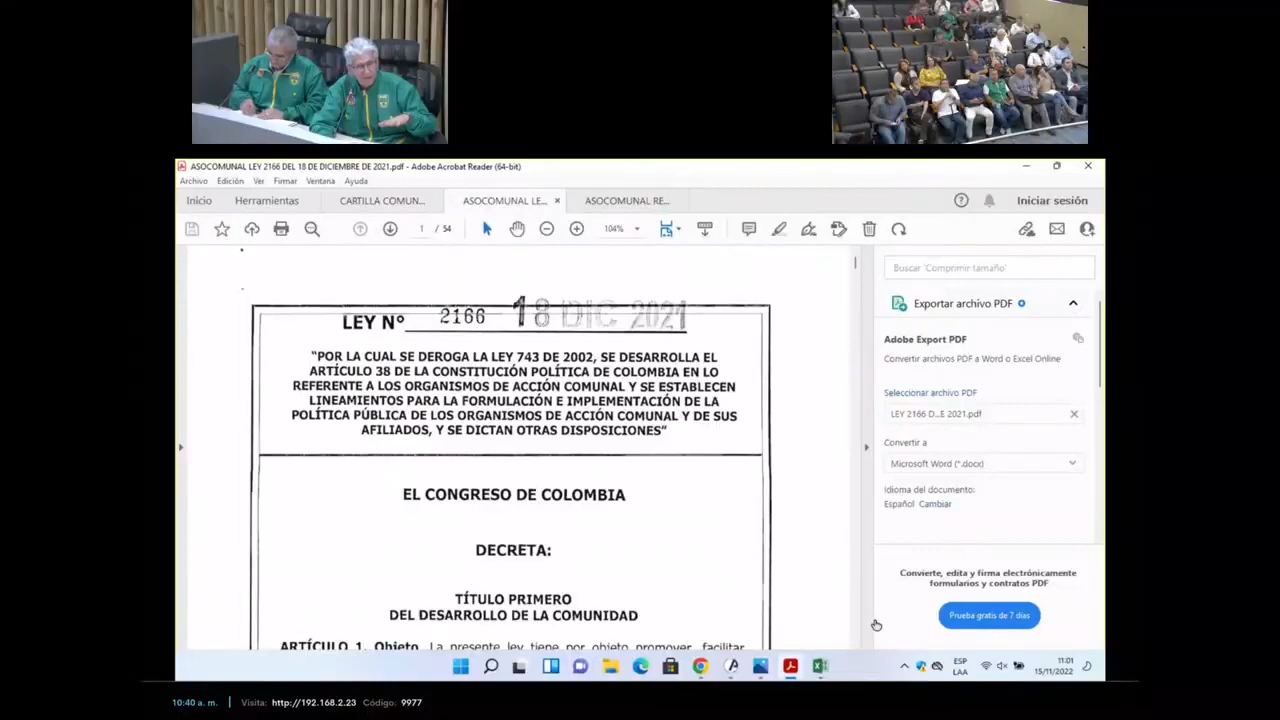 ASOCOMUNAL LEY 2166 DEL 18 DE DICIEMBRE DE 2021.pdf - Adobe Acrobat Reader (64-bit)
Archivo Edición Ver Firmar Ventana Ayuda
Inicio Herramientas CARTILLA COMUN... ASOCOMUNAL LE... ASOCOMUNAL RE... Iniciar sesión
1 / 54 104%
LEY Nº 2166 18 DIC 2021
"POR LA CUAL SE DEROGA LA LEY 743 DE 2002, SE DESARROLLA EL
ARTÍCULO 38 DE LA CONSTITUCIÓN POLÍTICA DE COLOMBIA EN LO
REFERENTE A LOS ORGANISMOS DE ACCIÓN COMUNAL Y SE ESTABLECEN
LINEAMIENTOS PARA LA FORMULACIÓN E IMPLEMENTACIÓN DE LA
POLÍTICA PÚBLICA DE LOS ORGANISMOS DE ACCIÓN COMUNAL Y DE SUS
AFILIADOS, Y SE DICTAN OTRAS DISPOSICIONES"
EL CONGRESO DE COLOMBIA
DECRETA:
TÍTULO PRIMERO
DEL DESARROLLO DE LA COMUNIDAD
ARTÍCULO 1. Objeto. La presente ley tiene por objeto promover, facilitar,
Buscar 'Comprimir tamaño'
Exportar archivo PDF
Adobe Export PDF
Convertir archivos PDF a Word o Excel Online
Seleccionar archivo PDF
LEY 2166 D...E 2021.pdf
Convertir a
Microsoft Word (*.docx)
Idioma del documento:
Español Cambiar
Convierte, edita y firma electrónicamente
formularios y contratos PDF
Prueba gratis de 7 días
ESP
LAA
11:01
15/11/2022
10:40 a. m. Visita: http://192.168.2.23 Código: 9977